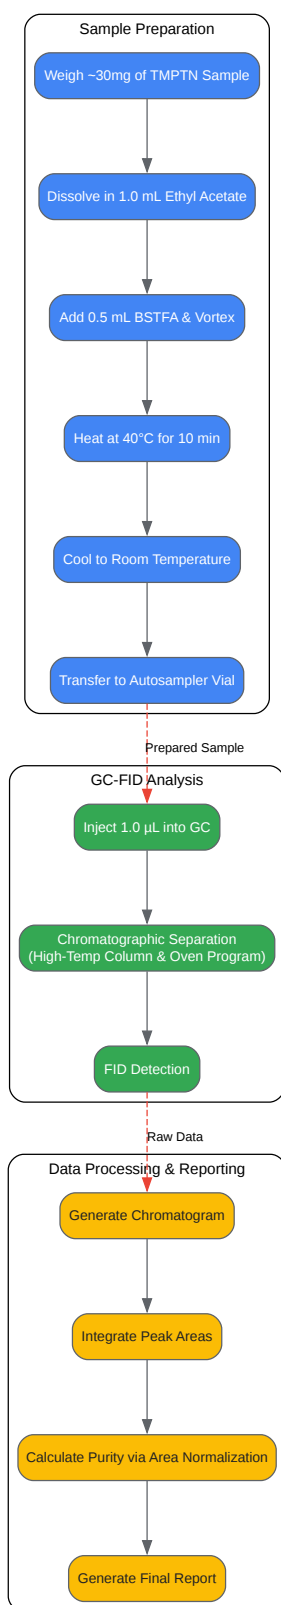 Sample Preparation
Weigh ~30mg of TMPTN Sample
Dissolve in 1.0 mL Ethyl Acetate
Add 0.5 mL BSTFA & Vortex
Heat at 40°C for 10 min
Cool to Room Temperature
Transfer to Autosampler Vial
Prepared Sample
GC-FID Analysis
Inject 1.0 µL into GC
Chromatographic Separation
(High-Temp Column & Oven Program)
FID Detection
Raw Data
Data Processing & Reporting
Generate Chromatogram
Integrate Peak Areas
Calculate Purity via Area Normalization
Generate Final Report